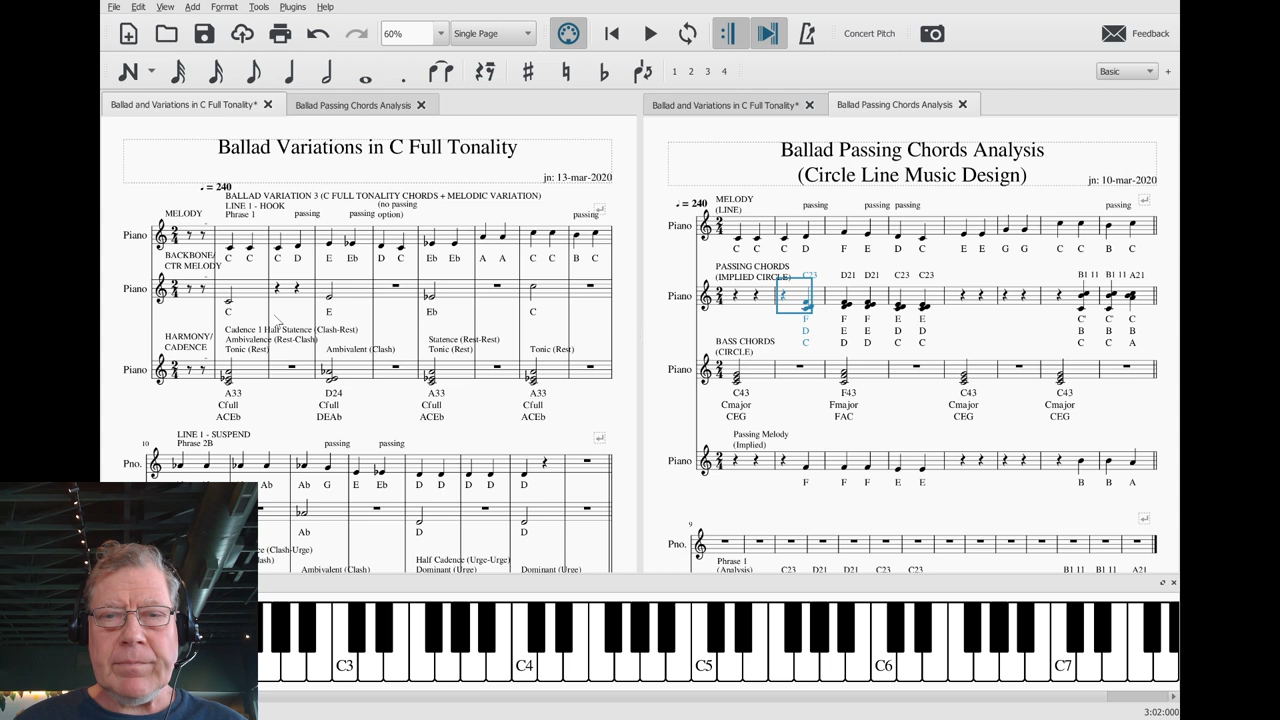 File Edit View Add Format Tools Plugins Help
60% Single Page Concert Pitch Feedback
1 2 3 4 Basic +
Ballad and Variations in C Full Tonality* Ballad Passing Chords Analysis
Ballad Variations in C Full Tonality
jn: 13-mar-2020
= 240
BALLAD VARIATION 3 (C FULL TONALITY CHORDS + MELODIC VARIATION)
LINE 1 - HOOK
Phrase 1 passing passing (no passing option) passing
MELODY
Piano
C C C D E Eb D C Eb Eb A A C C B C
BACKBONE/
CTR MELODY
Piano
C E Eb C
Cadence 1 Half Statence (Clash-Rest)
Ambivalence (Rest-Clash) Statence (Rest-Rest)
Tonic (Rest) Ambivalent (Clash) Tonic (Rest) Tonic (Rest)
HARMONY/
CADENCE
Piano
A33 D24 A33 A33
Cfull Cfull Cfull Cfull
ACEb DEAb ACEb ACEb
LINE 1 - SUSPEND
10 Phrase 2B passing passing
Pno.
Ab Ab G E Eb D D D D D
Ab D D
ce (Clash-Urge) Half Cadence (Urge-Urge)
Ambivalent (Clash) Dominant (Urge) Dominant (Urge)
Ballad and Variations in C Full Tonality* Ballad Passing Chords Analysis
Ballad Passing Chords Analysis
(Circle Line Music Design)
jn: 10-mar-2020
= 240
MELODY
(LINE) passing passing passing passing
Piano
C C C D F E D C E E G G C C B C
PASSING CHORDS
(IMPLIED CIRCLE) C23 D21 D21 C23 C23 B1 11 B1 11 A21
Piano
F F F E E C C C
D E E D D B B B
C D D C C C C A
BASS CHORDS
(CIRCLE)
Piano
C43 F43 C43 C43
Cmajor Fmajor Cmajor Cmajor
CEG FAC CEG CEG
Passing Melody
(Implied)
Piano
F F F E E B B A
9
Pno.
Phrase 1
(Analysis) C23 D21 D21 C23 C23 B1 11 B1 11 A21
C3 C4 C5 C6 C7
3:02:000